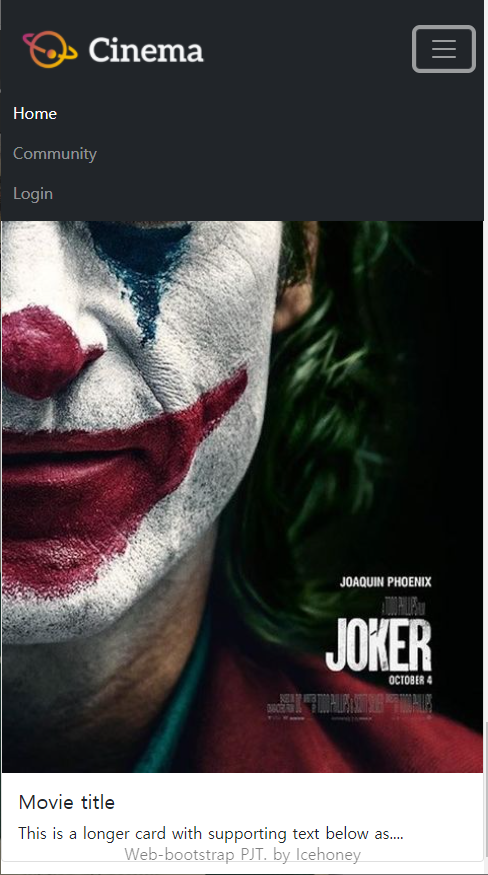 Cinema
Home
Community
Login
JOAQUIN PHOENIX
A TODD PHILLIPS FILM
JOKER
OCTOBER 4
Movie title
This is a longer card with supporting text below as....
Web-bootstrap PJT. by Icehoney